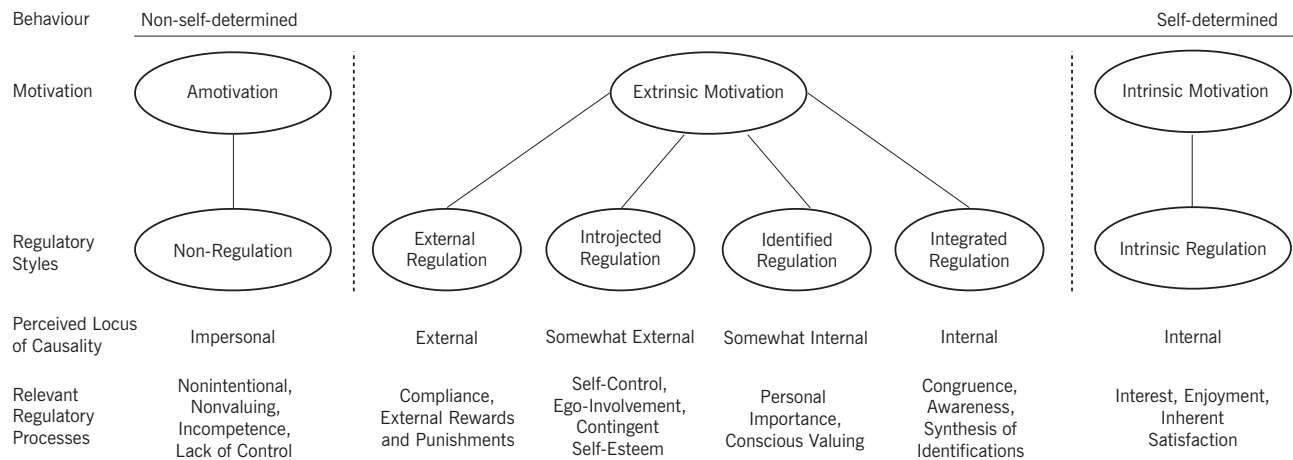 Behaviour
Non-self-determined
Self-determined
Motivation
Amotivation
Extrinsic Motivation
Intrinsic Motivation
Regulatory
Styles
Non-Regulation
External
Regulation
Introjected
Regulation
Identified
Regulation
Integrated
Regulation
Intrinsic Regulation
Perceived Locus
of Causality
Impersonal
External
Somewhat External
Somewhat Internal
Internal
Internal
Relevant
Regulatory
Processes
Nonintentional,
Nonvaluing,
Incompetence,
Lack of Control
Compliance,
External Rewards
and Punishments
Self-Control,
Ego-Involvement,
Contingent
Self-Esteem
Personal
Importance,
Conscious Valuing
Congruence,
Awareness,
Synthesis of
Identifications
Interest, Enjoyment,
Inherent
Satisfaction